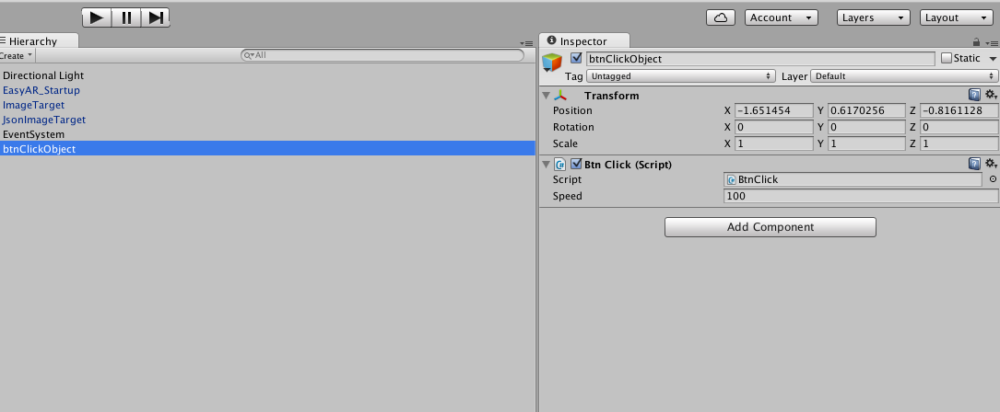 Account
Layers
Layout
Hierarchy
Inspector
Create
All
btnClickObject
Static
Directional Light
Tag
Untagged
Layer
Default
EasyAR_Startup
Transform
ImageTarget
Position X -1.651454 Y 0.6170256 Z -0.8161128
JsonImageTarget
Rotation X 0 Y 0 Z 0
EventSystem
Scale X 1 Y 1 Z 1
btnClickObject
Btn Click (Script)
Script BtnClick
Speed 100
Add Component